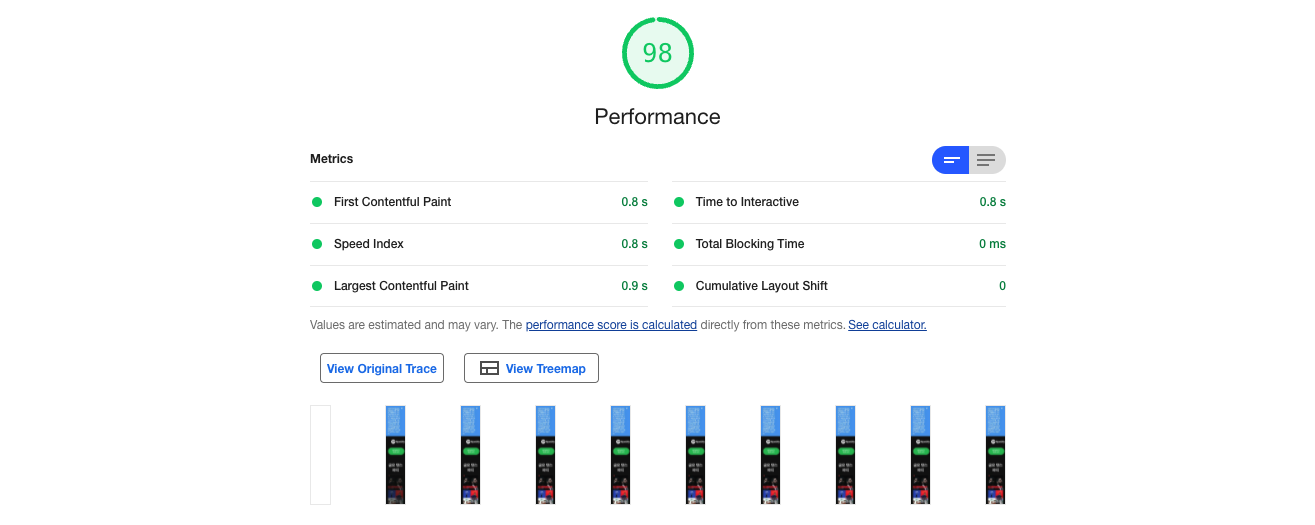 98
Performance
Metrics
First Contentful Paint 0.8 s
Time to Interactive 0.8 s
Speed Index 0.8 s
Total Blocking Time 0 ms
Largest Contentful Paint 0.9 s
Cumulative Layout Shift 0
Values are estimated and may vary. The performance score is calculated directly from these metrics. See calculator.
View Original Trace
View Treemap